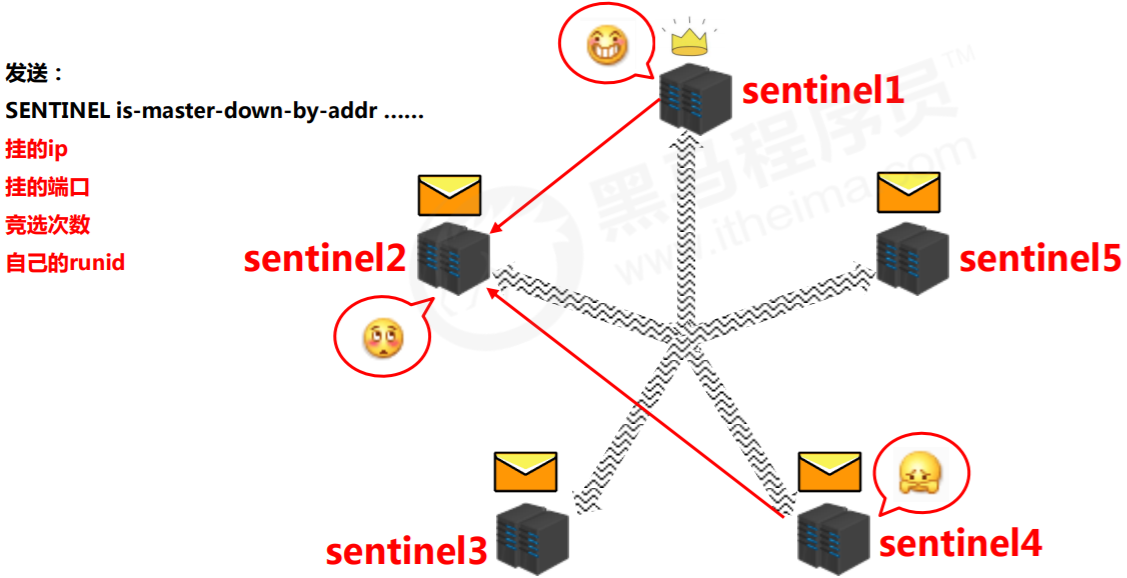 发送：
SENTINEL is-master-down-by-addr ……
挂的ip
挂的端口
竞选次数
自己的runid
sentinel1
sentinel2
sentinel5
sentinel3
sentinel4
黑马程序员™
www.itheima.com